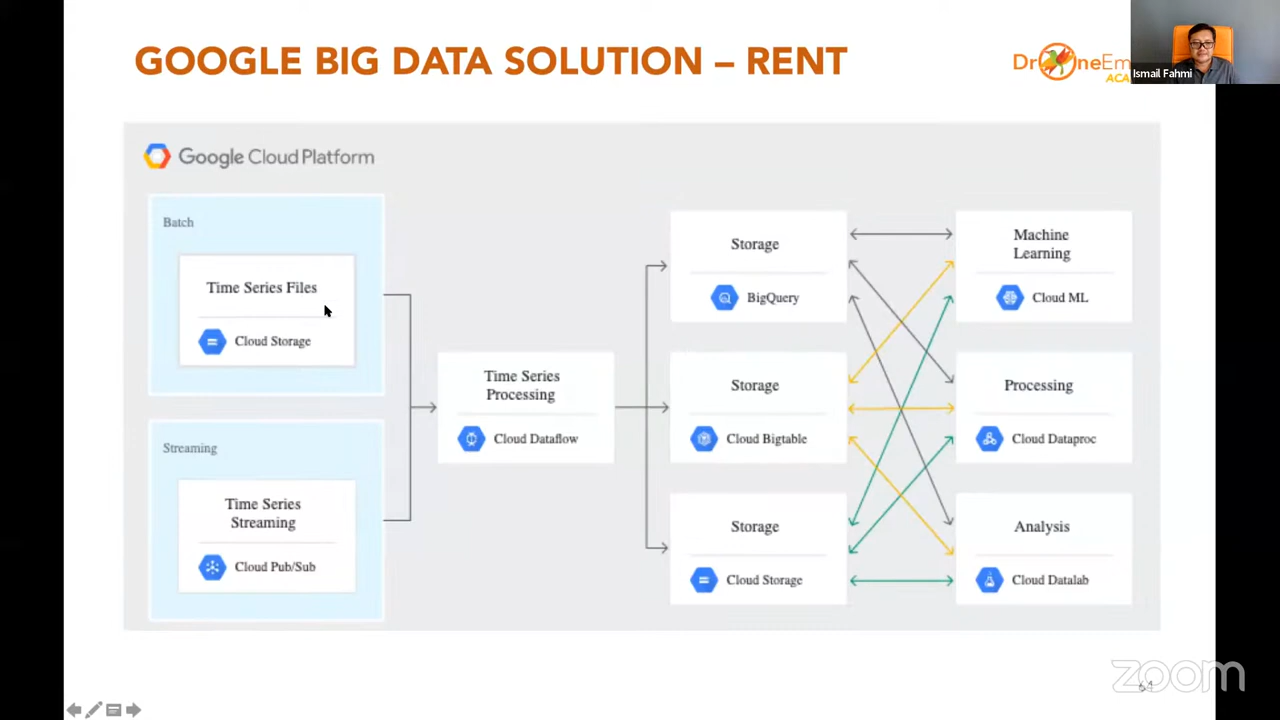 GOOGLE BIG DATA SOLUTION – RENT
Ismail Fahmi
Google Cloud Platform
Batch
Time Series Files
Cloud Storage
Streaming
Time Series
Streaming
Cloud Pub/Sub
Time Series
Processing
Cloud Dataflow
Storage
BigQuery
Storage
Cloud Bigtable
Storage
Cloud Storage
Machine
Learning
Cloud ML
Processing
Cloud Dataproc
Analysis
Cloud Datalab
zoom